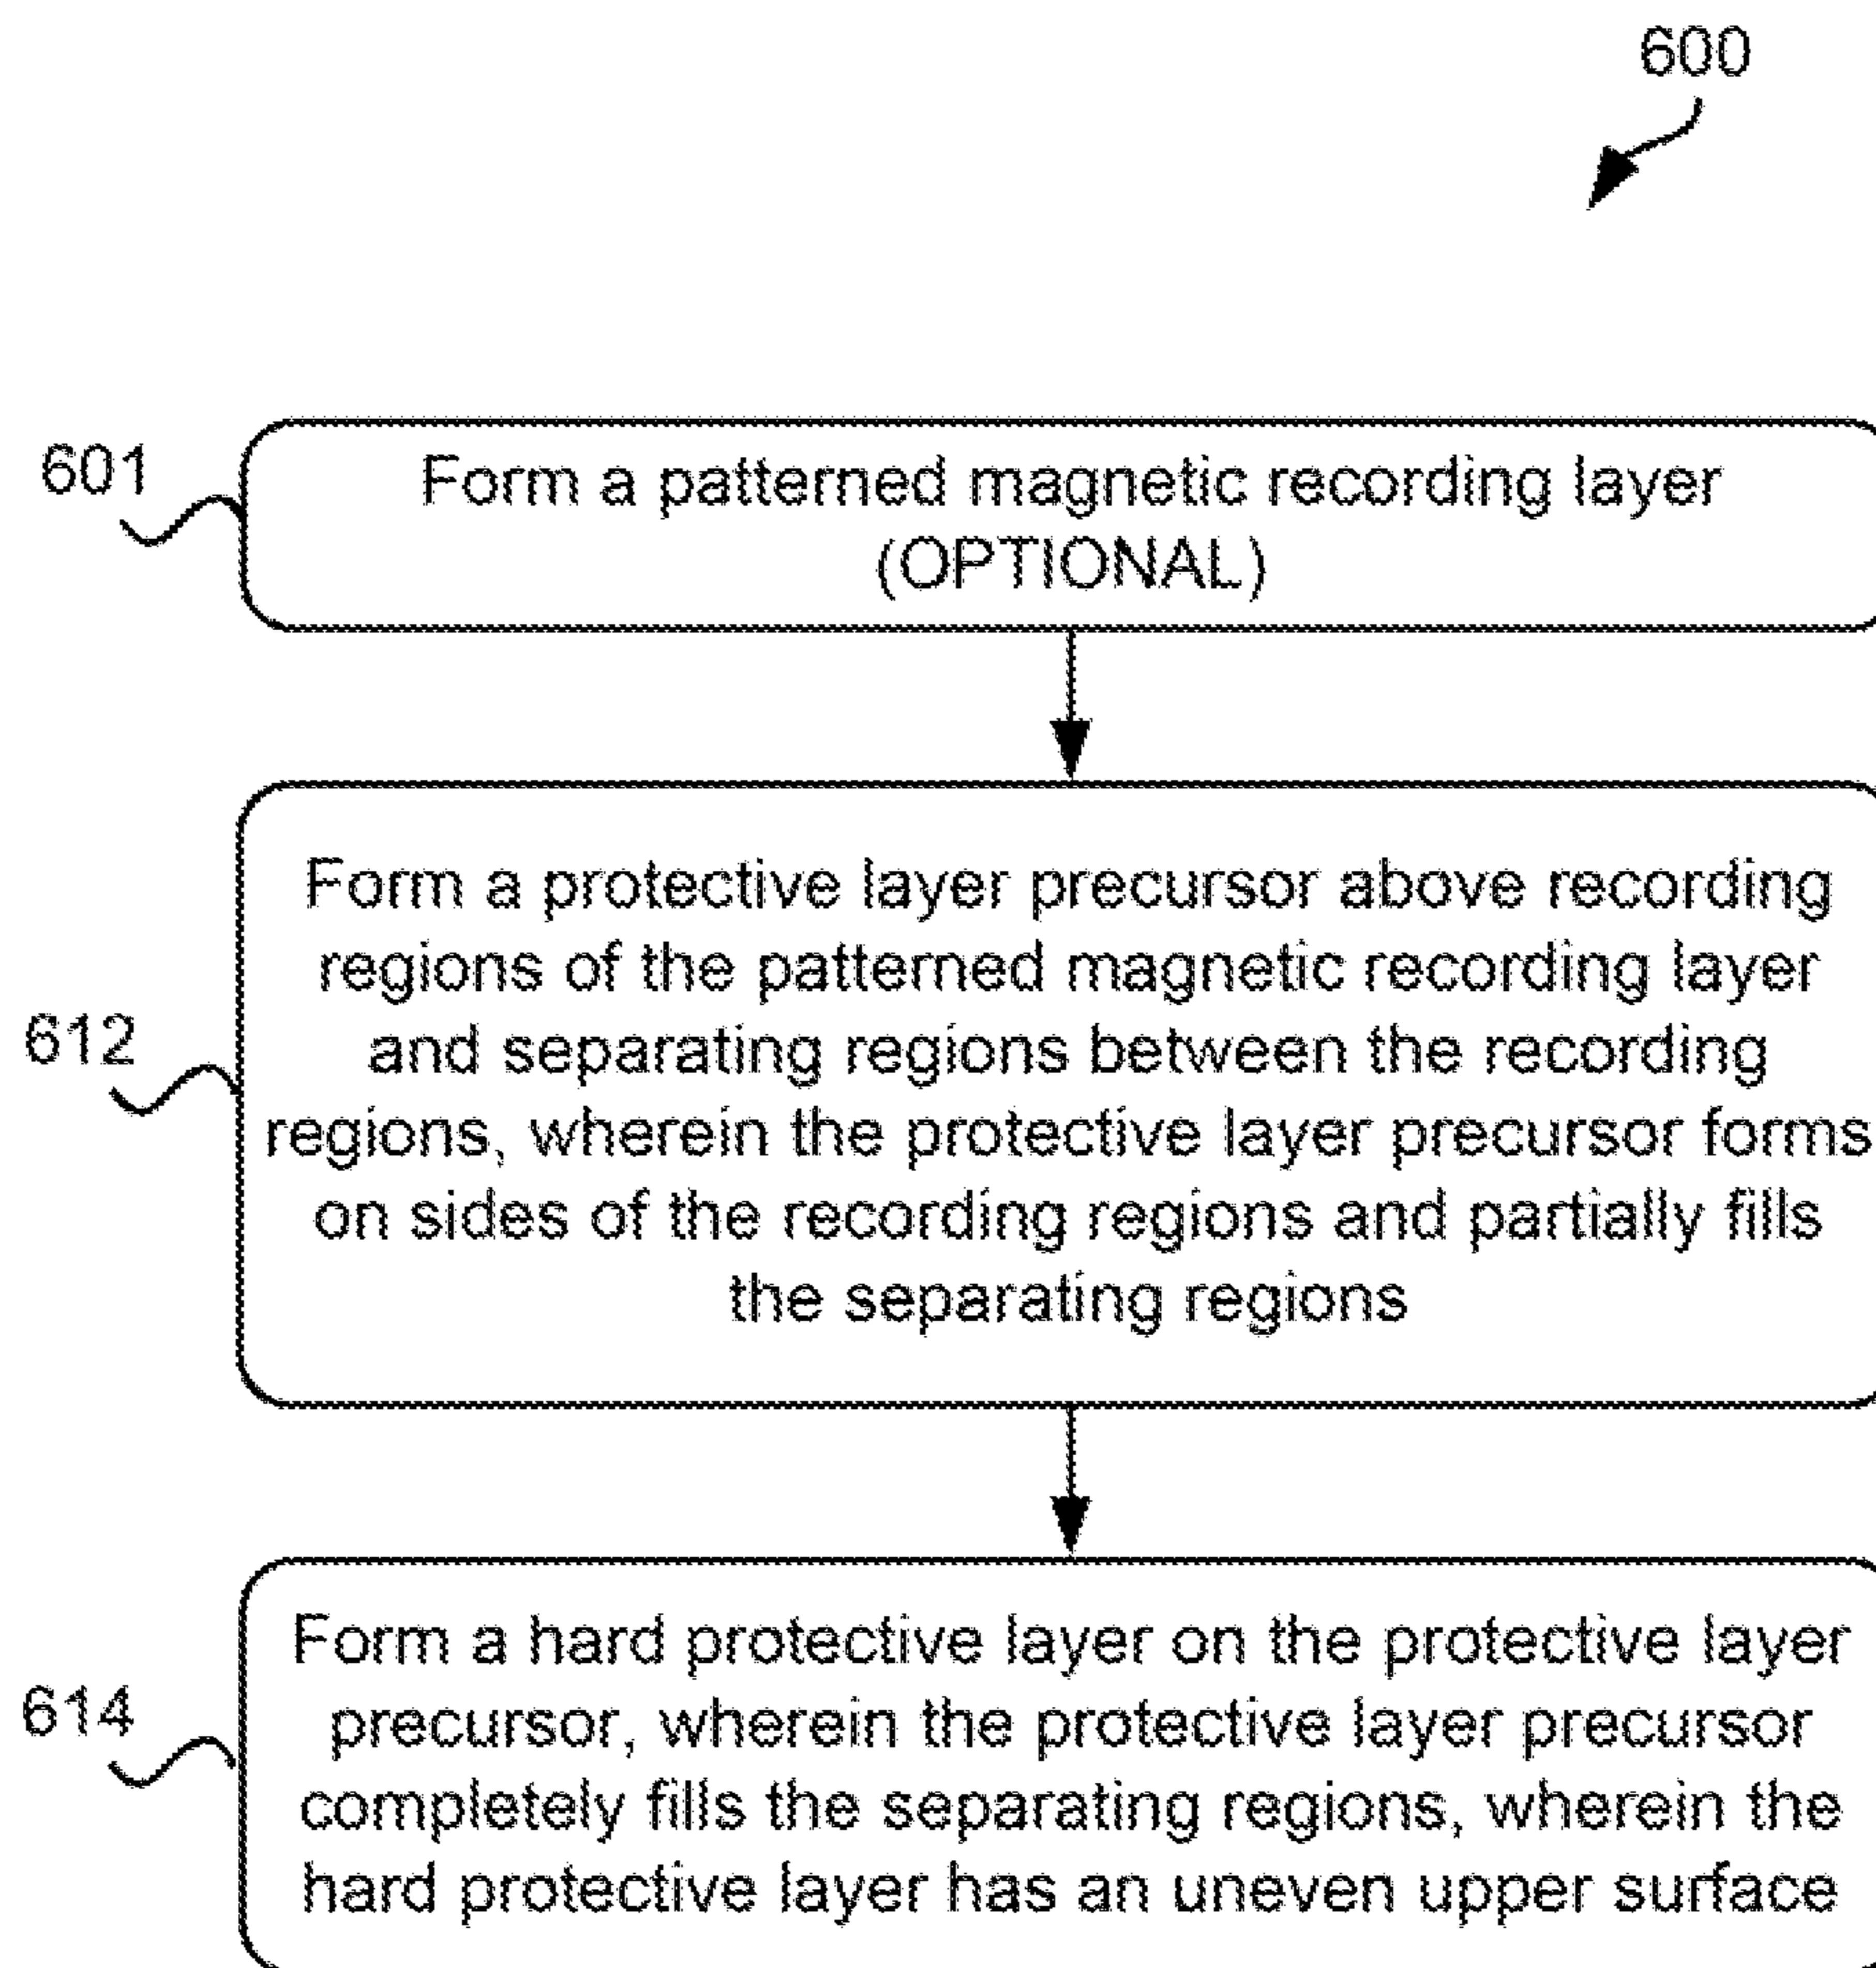 600
601
Form a patterned magnetic recording layer
(OPTIONAL)
612
Form a protective layer precursor above recording
regions of the patterned magnetic recording layer
and separating regions between the recording
regions, wherein the protective layer precursor forms
on sides of the recording regions and partially fills
the separating regions
614
Form a hard protective layer on the protective layer
precursor, wherein the protective layer precursor
completely fills the separating regions, wherein the
hard protective layer has an uneven upper surface